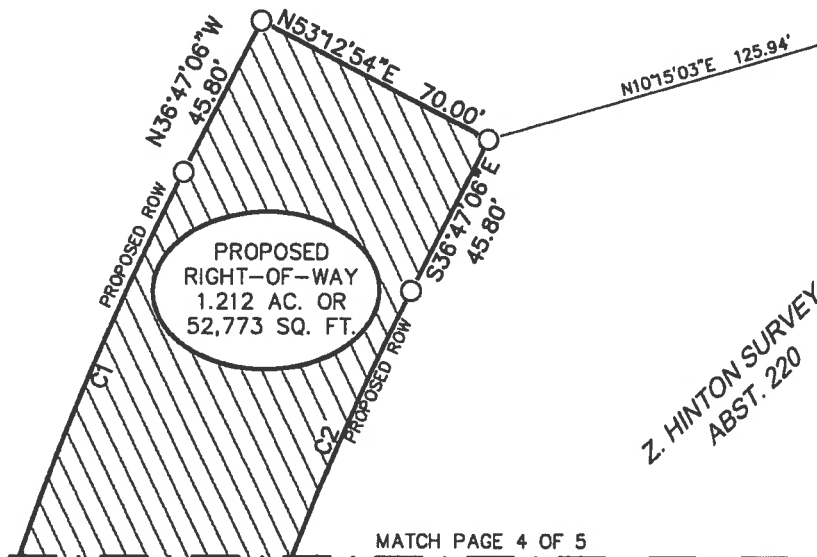 N53°12'54"E 70.00'
N36°47'06"W
45.80'
N10°15'03"E 125.94'
S36°47'06"E
45.80'
PROPOSED ROW
PROPOSED
RIGHT-OF-WAY
1.212 AC. OR
52,773 SQ. FT.
C1
C2
PROPOSED ROW
Z. HINTON SURVEY
ABST. 220
MATCH PAGE 4 OF 5